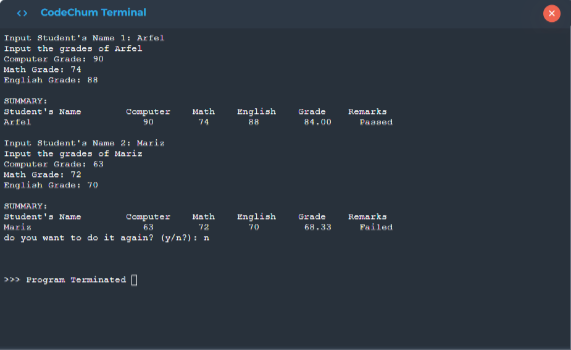 <> CodeChum Terminal
Input Student's Name 1: Arfel
Input the grades of Arfel
Computer Grade: 90
Math Grade: 74
English Grade: 88
SUMMARY:
Student's Name Computer Math English Grade Remarks
Arfel 90 74 88 84.00 Passed
Input Student's Name 2: Mariz
Input the grades of Mariz
Computer Grade: 63
Math Grade: 72
English Grade: 70
SUMMARY:
Student's Name Computer Math English Grade Remarks
Mariz 63 72 70 68.33 Failed
do you want to do it again? (y/n?): n
>>> Program Terminated